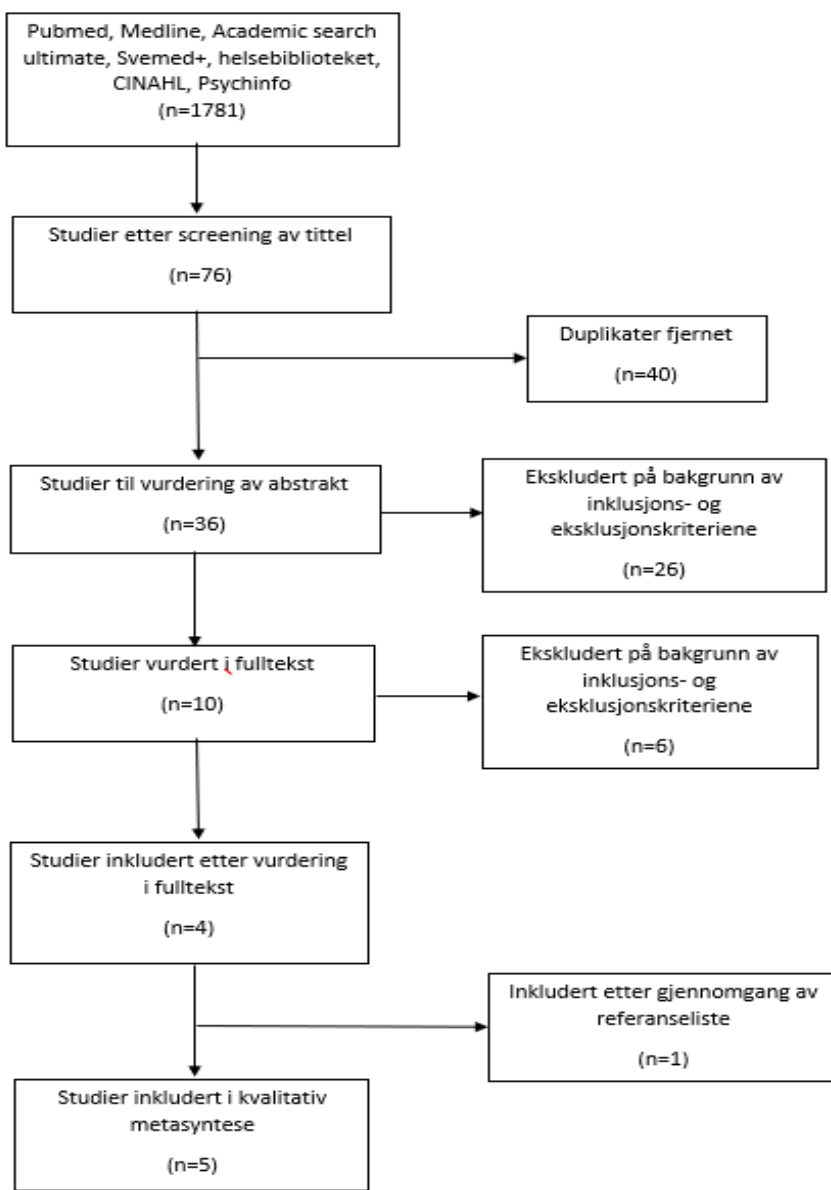 Pubmed, Medline, Academic search
ultimate, Svemed+, helsebiblioteket,
CINAHL, Psychinfo
(n=1781)
Studier etter screening av tittel
(n=76)
Duplikater fjernet
(n=40)
Studier til vurdering av abstrakt
(n=36)
Ekskludert på bakgrunn av
inklusjons- og
eksklusjonskriteriene
(n=26)
Studier vurdert i fulltekst
(n=10)
Ekskludert på bakgrunn av
inklusjons- og
eksklusjonskriteriene
(n=6)
Studier inkludert etter vurdering
i fulltekst
(n=4)
Inkludert etter gjennomgang av
referanseliste
(n=1)
Studier inkludert i kvalitativ
metasyntese
(n=5)